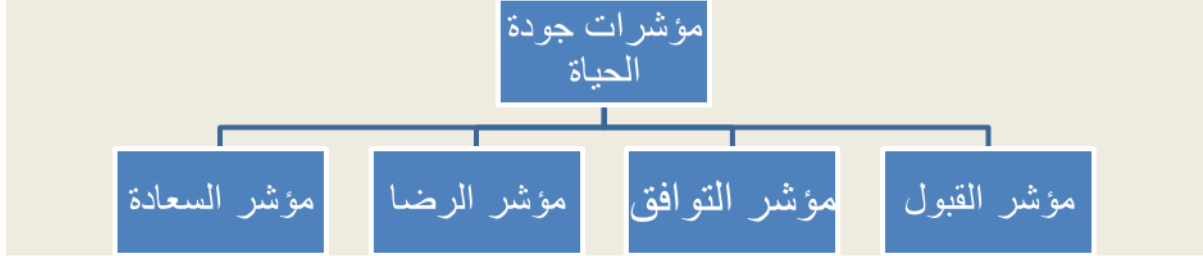 مؤشرات جودة
الحياة
مؤشر القبول
مؤشر التوافق
مؤشر الرضا
مؤشر السعادة